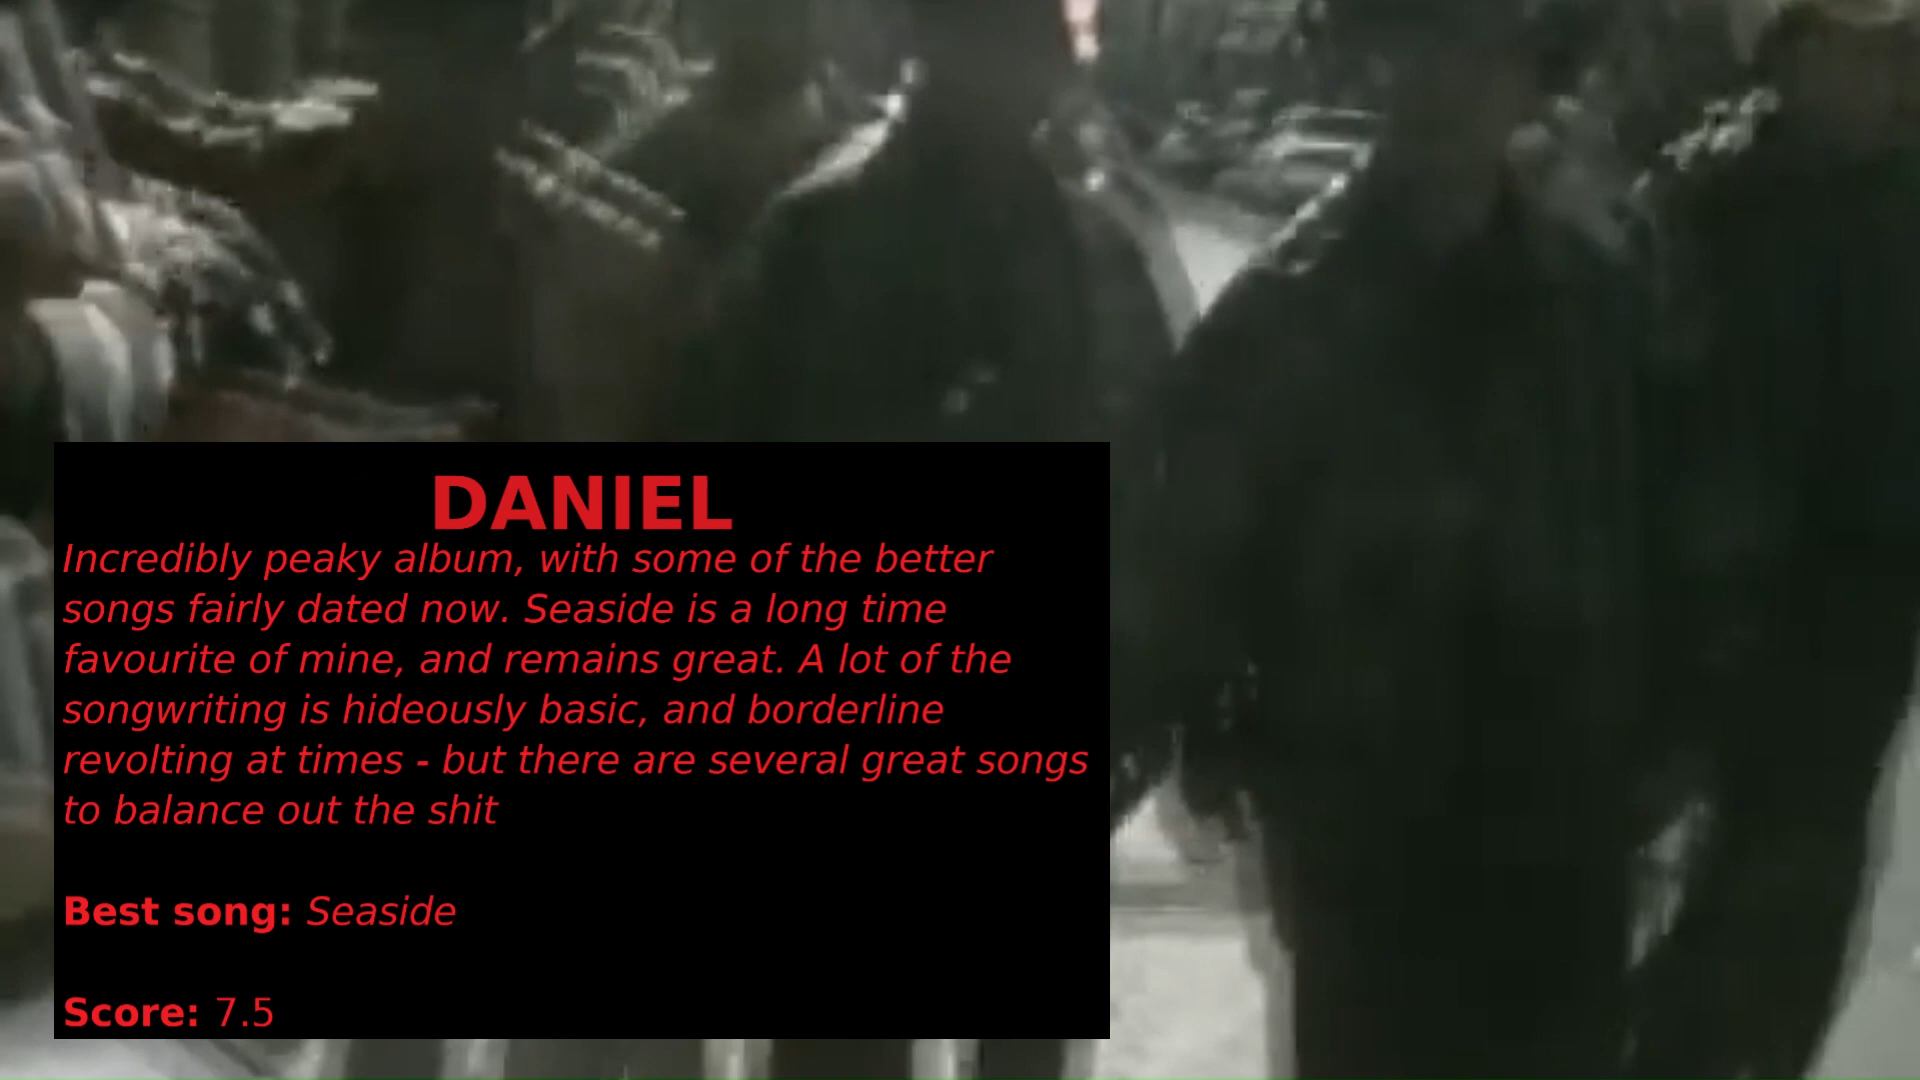 DANIEL
Incredibly peaky album, with some of the better
songs fairly dated now. Seaside is a long time
favourite of mine, and remains great. A lot of the
songwriting is hideously basic, and borderline
revolting at times - but there are several great songs
to balance out the shit
Best song: Seaside
Score: 7.5